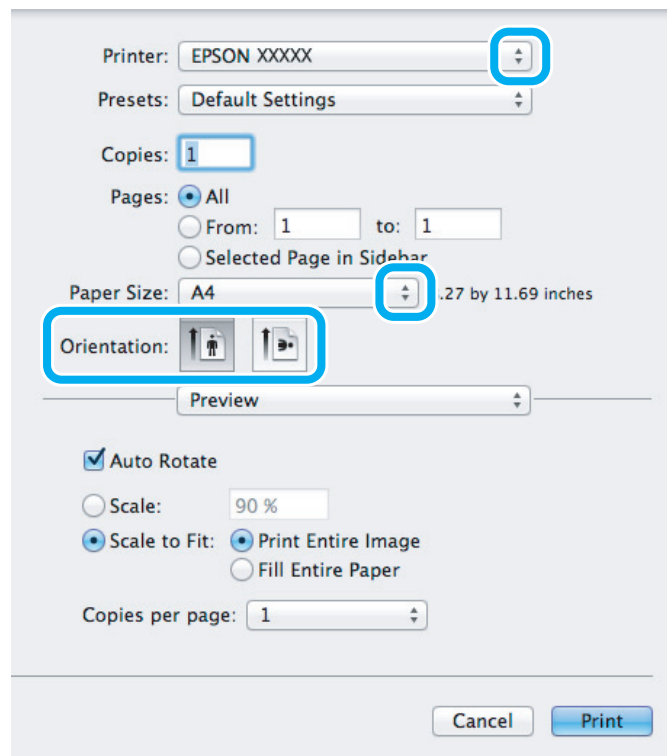 Printer: EPSON XXXXX
Presets: Default Settings
Copies: 1
Pages: All
From: 1 to: 1
Selected Page in Sidebar
Paper Size: A4 .27 by 11.69 inches
Orientation:
Preview
Auto Rotate
Scale: 90 %
Scale to Fit: Print Entire Image
Fill Entire Paper
Copies per page: 1
Cancel Print